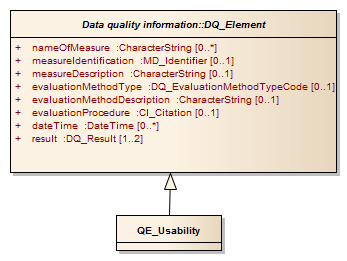 Data quality information::DQ_Element
+ nameOfMeasure :CharacterString [0..*]
+ measureIdentification :MD_Identifier [0..1]
+ measureDescription :CharacterString [0..1]
+ evaluationMethodType :DQ_EvaluationMethodTypeCode [0..1]
+ evaluationMethodDescription :CharacterString [0..1]
+ evaluationProcedure :CI_Citation [0..1]
+ dateTime :DateTime [0..*]
+ result :DQ_Result [1..2]
QE_Usability